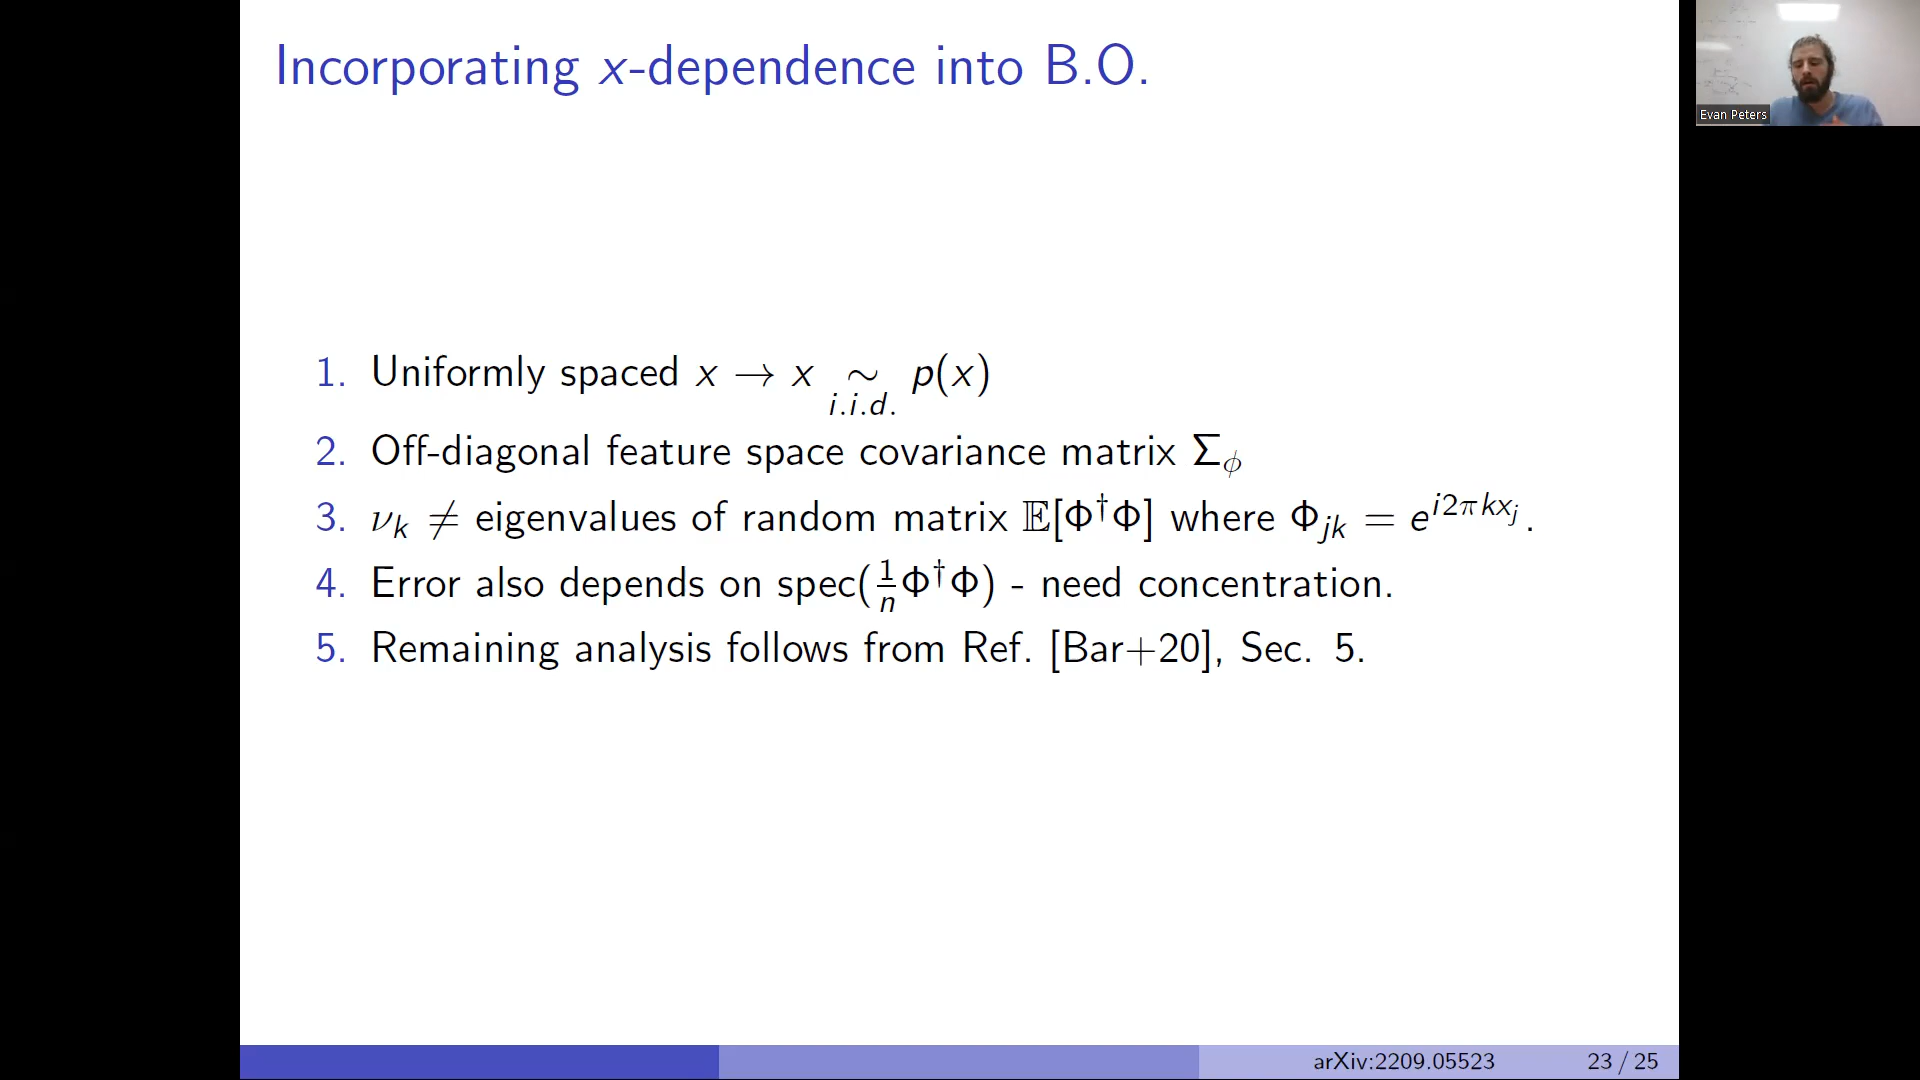 Incorporating x-dependence into B.O.
Evan Peters
1. Uniformly spaced x → x ∼ p(x)
i.i.d.
2. Off-diagonal feature space covariance matrix Σ_ϕ
3. ν_k ≠ eigenvalues of random matrix 𝔼[Φ†Φ] where Φ_jk = e^{i2πkx_j}.
4. Error also depends on spec(1/n Φ†Φ) - need concentration.
5. Remaining analysis follows from Ref. [Bar+20], Sec. 5.
arXiv:2209.05523 23 / 25